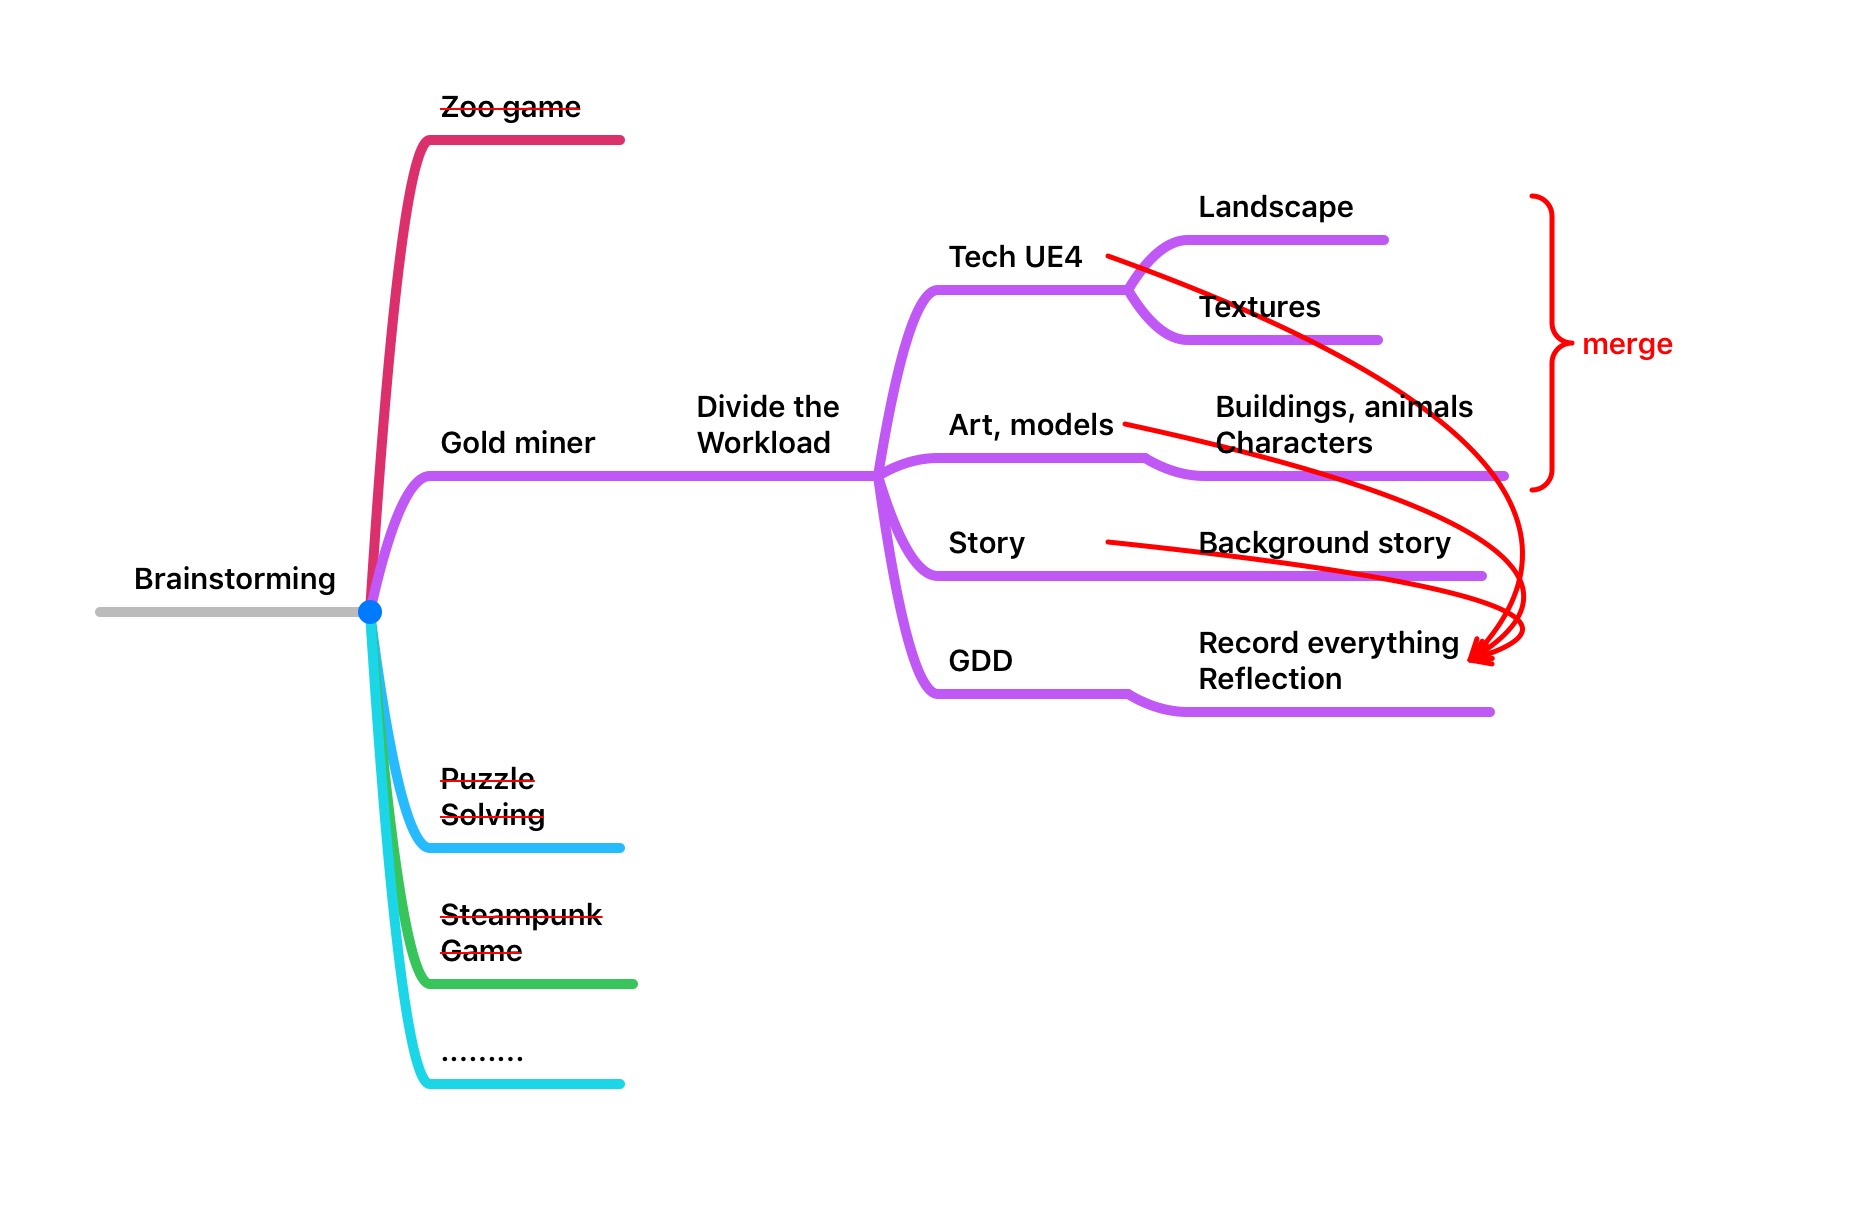 Zoo game
Landscape
Tech UE4
Textures
merge
Divide the
Workload
Gold miner
Art, models
Buildings, animals
Characters
Story
Background story
Brainstorming
GDD
Record everything
Reflection
Puzzle
Solving
Steampunk
Game
.........